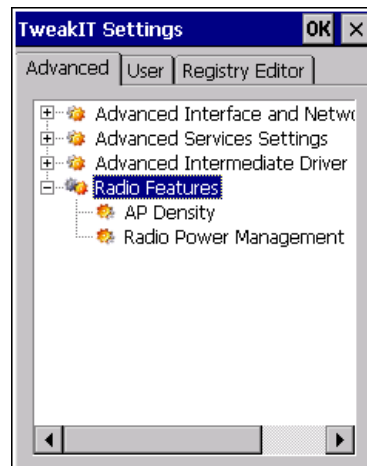 TweakIT Settings OK ×
Advanced User Registry Editor
Advanced Interface and Netwo
Advanced Services Settings
Advanced Intermediate Driver
Radio Features
AP Density
Radio Power Management